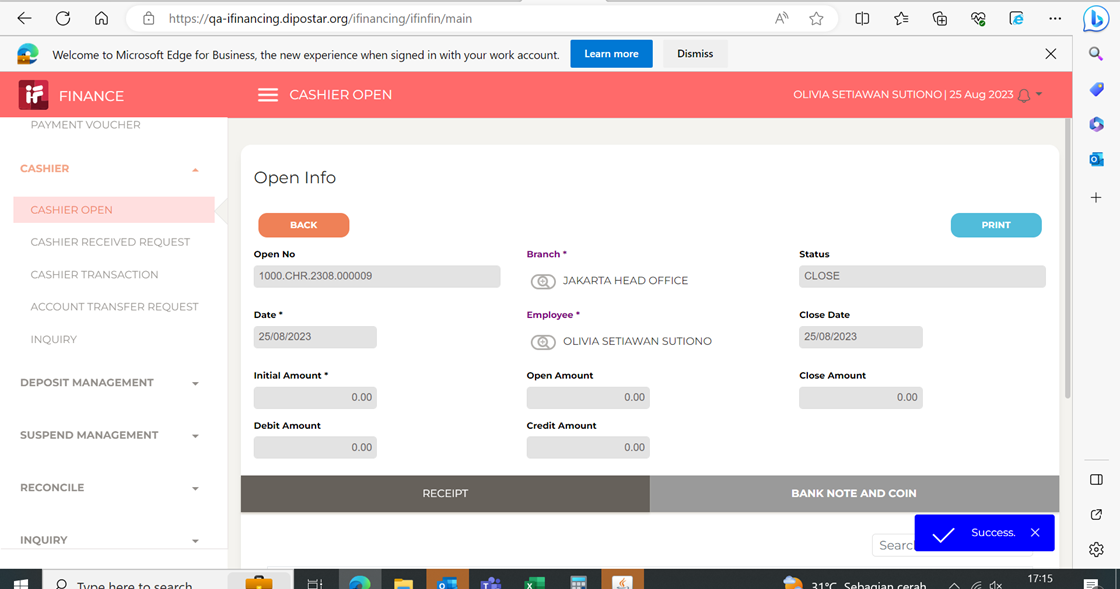 https://qa-ifinancing.dipostar.org/ifinancing/ifinfin/main
Welcome to Microsoft Edge for Business, the new experience when signed in with your work account.
Learn more
Dismiss
iF FINANCE
CASHIER OPEN
OLIVIA SETIAWAN SUTIONO | 25 Aug 2023
PAYMENT VOUCHER
CASHIER
CASHIER OPEN
CASHIER RECEIVED REQUEST
CASHIER TRANSACTION
ACCOUNT TRANSFER REQUEST
INQUIRY
DEPOSIT MANAGEMENT
SUSPEND MANAGEMENT
RECONCILE
INQUIRY
Open Info
BACK
PRINT
Open No
1000.CHR.2308.000009
Branch *
JAKARTA HEAD OFFICE
Status
CLOSE
Date *
25/08/2023
Employee *
OLIVIA SETIAWAN SUTIONO
Close Date
25/08/2023
Initial Amount *
0.00
Open Amount
0.00
Close Amount
0.00
Debit Amount
0.00
Credit Amount
0.00
RECEIPT
BANK NOTE AND COIN
Searc
Success.
Type here to search
31°C Sebagian cerah
17:15